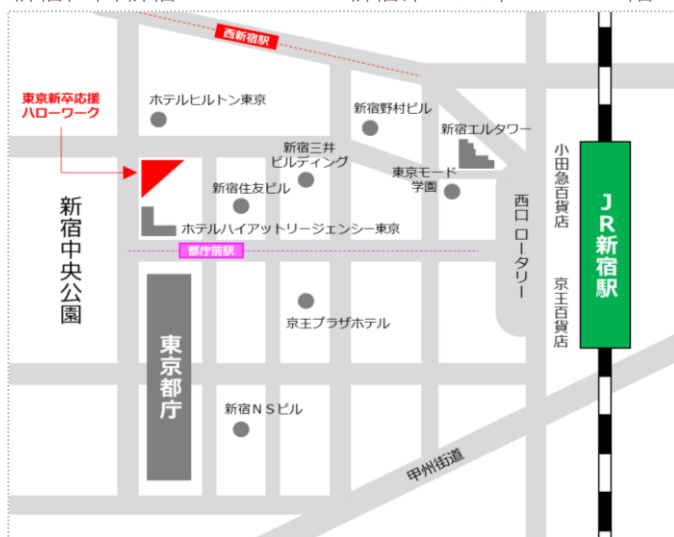 西新宿駅
東京新卒応援
ハローワーク
ホテルヒルトン東京
新宿野村ビル
新宿エルタワー
新宿三井
ビルディング
東京モード
学園
新宿住友ビル
小田急百貨店
JR新宿駅
新宿中央公園
ホテルハイアットリージェンシー東京
西口 ロータリー
都庁前駅
京王百貨店
京王プラザホテル
東京都庁
新宿NSビル
甲州街道